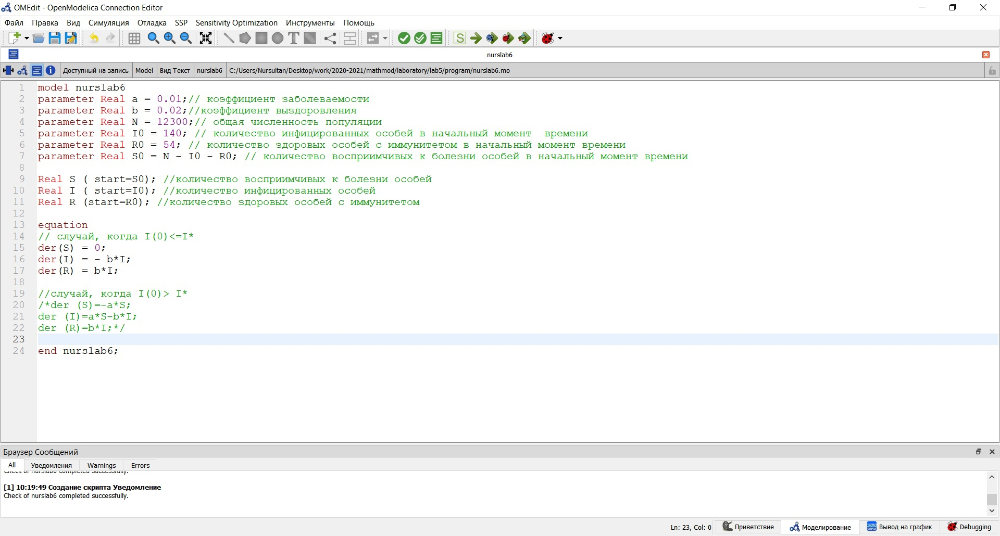 OMEdit - OpenModelica Connection Editor
Файл Правка Вид Симуляция Отладка SSP Sensitivity Optimization Инструменты Помощь
nurslab6
Доступный на запись Model Вид Текст nurslab6 C:/Users/Nursultan/Desktop/work/2020-2021/mathmod/laboratory/lab5/program/nurslab6.mo
1 model nurslab6
2 parameter Real a = 0.01;// коэффициент заболеваемости
3 parameter Real b = 0.02;//коэффициент выздоровления
4 parameter Real N = 12300;// общая численность популяции
5 parameter Real I0 = 140; // количество инфицированных особей в начальный момент  времени
6 parameter Real R0 = 54; // количество здоровых особей с иммунитетом в начальный момент времени
7 parameter Real S0 = N - I0 - R0; // количество восприимчивых к болезни особей в начальный момент времени
8
9 Real S ( start=S0); //количество восприимчивых к болезни особей
10 Real I ( start=I0); //количество инфицированных особей
11 Real R (start=R0); //количество здоровых особей с иммунитетом
12
13 equation
14 // случай, когда I(0)<=I*
15 der(S) = 0;
16 der(I) = - b*I;
17 der(R) = b*I;
18
19 //случай, когда I(0)> I*
20 /*der (S)=-a*S;
21 der (I)=a*S-b*I;
22 der (R)=b*I;*/
23
24 end nurslab6;
Браузер Сообщений
All Уведомления Warnings Errors
Check of nurslab6 completed successfully.
[1] 10:19:49 Создание скрипта Уведомление
Check of nurslab6 completed successfully.
Ln: 23, Col: 0 Приветствие Моделирование Вывод на график Debugging